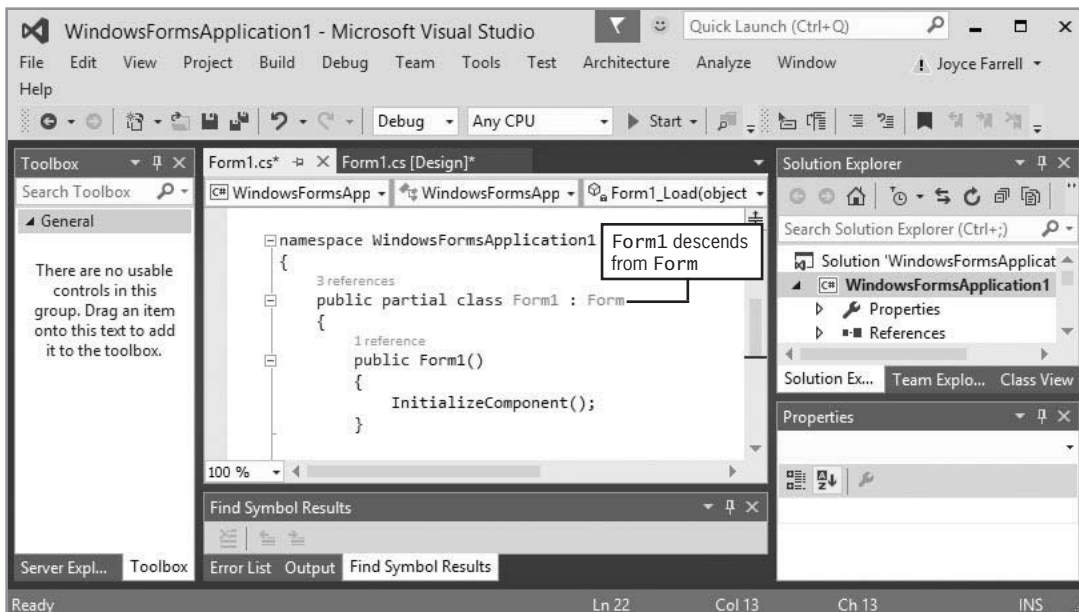 WindowsFormsApplication1 - Microsoft Visual Studio
Quick Launch (Ctrl+Q)
File Edit View Project Build Debug Team Tools Test Architecture Analyze Window
Joyce Farrell
Help
Debug
Any CPU
Start
Toolbox
Search Toolbox
General
There are no usable
controls in this
group. Drag an item
onto this text to add
it to the toolbox.
Server Expl... Toolbox
Form1.cs* Form1.cs [Design]*
C# WindowsFormsApp WindowsFormsApp Form1_Load(object
namespace WindowsFormsApplication1
{
3 references
public partial class Form1 : Form
{
1 reference
public Form1()
{
InitializeComponent();
}
Form1 descends
from Form
100 %
Find Symbol Results
Error List Output Find Symbol Results
Solution Explorer
Search Solution Explorer (Ctrl+;)
Solution 'WindowsFormsApplicat
C# WindowsFormsApplication1
Properties
References
Solution Ex... Team Explo... Class View
Properties
Ready
Ln 22 Col 13 Ch 13 INS